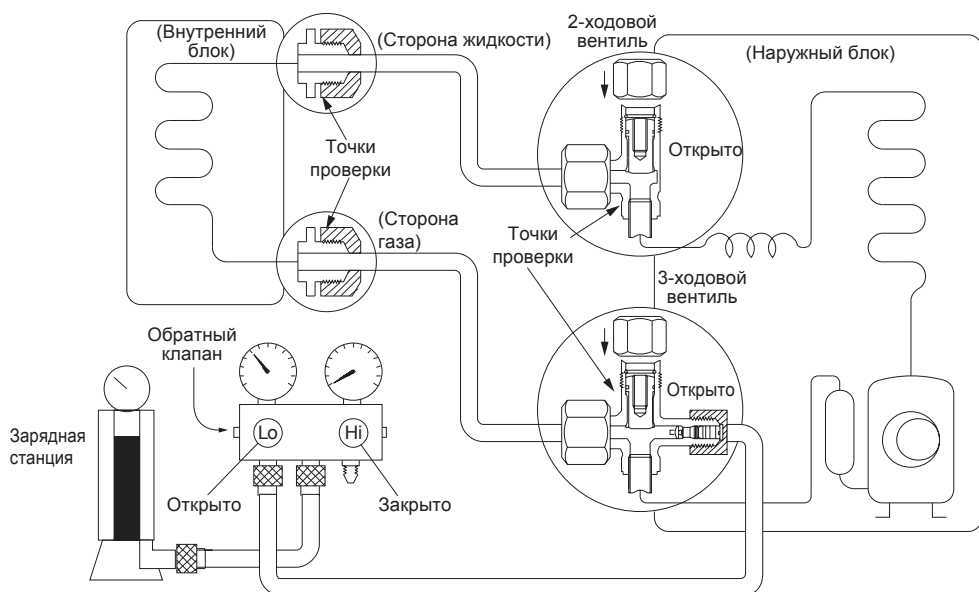 (Внутренний
блок)
(Сторона жидкости)
2-ходовой
вентиль
(Наружный блок)
Открыто
Точки
проверки
(Сторона
газа)
Точки
проверки
3-ходовой
вентиль
Обратный
клапан
Открыто
Зарядная
станция
Lo
Hi
Открыто
Закрыто